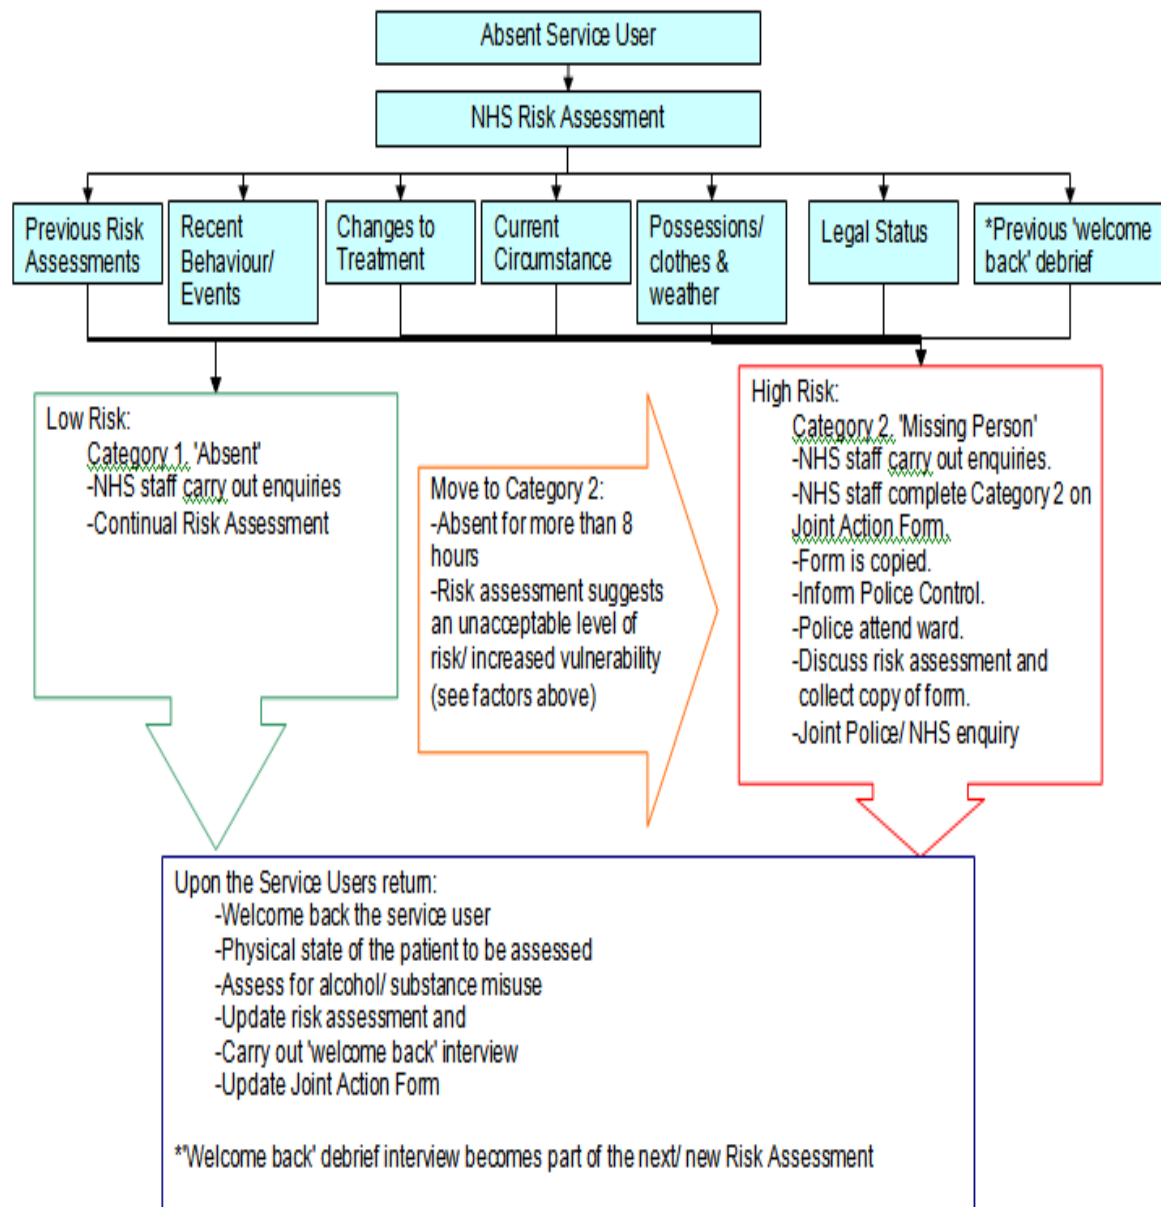 Absent Service User
NHS Risk Assessment
Previous Risk
Assessments
Recent
Behaviour/
Events
Changes to
Treatment
Current
Circumstance
Possessions/
clothes &
weather
Legal Status
*Previous 'welcome
back' debrief
Low Risk:
Category 1. 'Absent'
-NHS staff carry out enquiries
-Continual Risk Assessment
Move to Category 2:
-Absent for more than 8
hours
-Risk assessment suggests
an unacceptable level of
risk/ increased vulnerability
(see factors above)
High Risk:
Category 2. 'Missing Person'
-NHS staff carry out enquiries.
-NHS staff complete Category 2 on
Joint Action Form.
-Form is copied.
-Inform Police Control.
-Police attend ward.
-Discuss risk assessment and
collect copy of form.
-Joint Police/ NHS enquiry
Upon the Service Users return:
-Welcome back the service user
-Physical state of the patient to be assessed
-Assess for alcohol/ substance misuse
-Update risk assessment and
-Carry out 'welcome back' interview
-Update Joint Action Form
*'Welcome back' debrief interview becomes part of the next/ new Risk Assessment